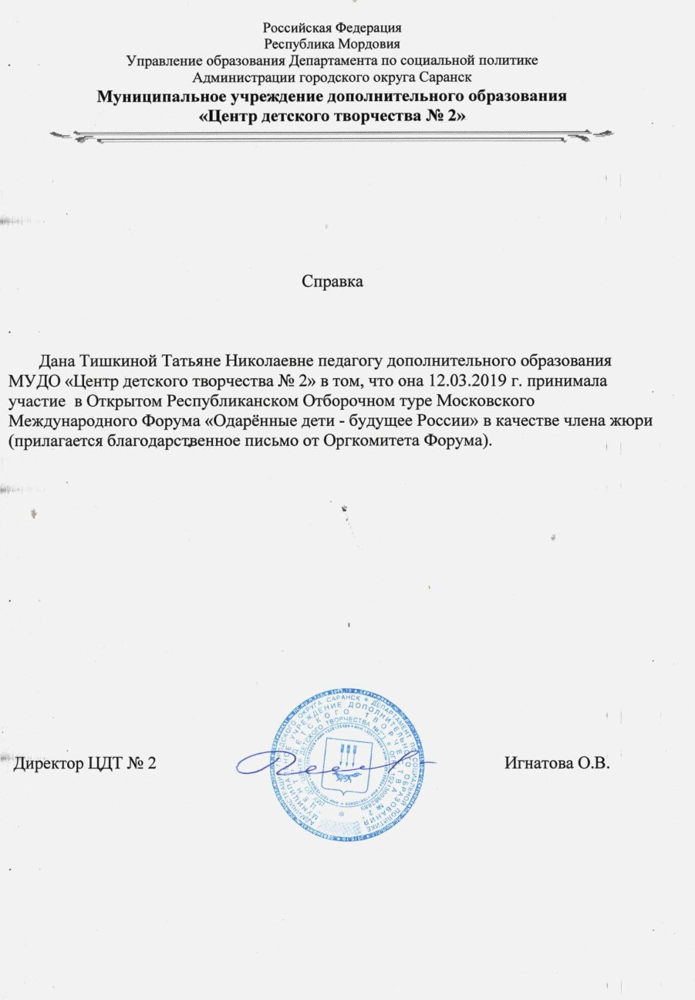 Российская Федерация
Республика Мордовия
Управление образования Департамента по социальной политике
Администрации городского округа Саранск
Муниципальное учреждение дополнительного образования
«Центр детского творчества № 2»
Справка
Дана Тишкиной Татьяне Николаевне педагогу дополнительного образования
МУДО «Центр детского творчества № 2» в том, что она 12.03.2019 г. принимала
участие в Открытом Республиканском Отборочном туре Московского
Международного Форума «Одарённые дети - будущее России» в качестве члена жюри
(прилагается благодарственное письмо от Оргкомитета Форума).
Директор ЦДТ № 2
Игнатова О.В.